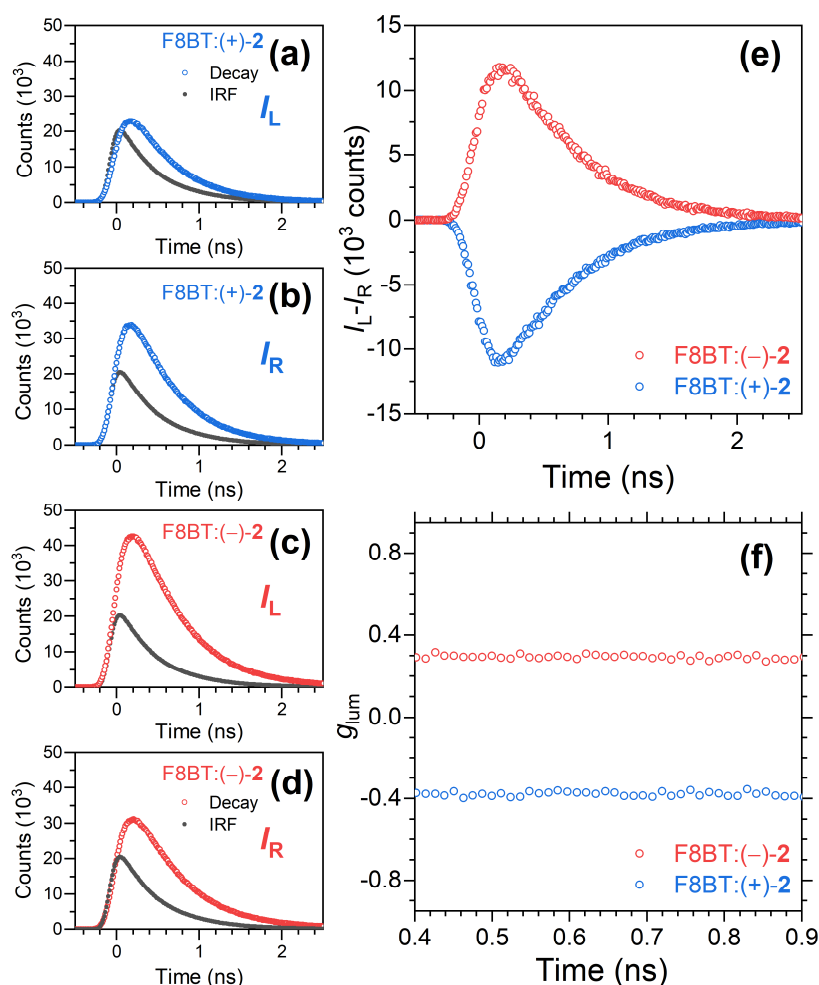 F8BT:(+)-2
(a)
Decay
IRF
I_L
Counts (10³)
50
40
30
20
10
0
0
1
2
Time (ns)
F8BT:(+)-2
(b)
I_R
Counts (10³)
50
40
30
20
10
0
0
1
2
Time (ns)
F8BT:(–)-2
(c)
I_L
Counts (10³)
50
40
30
20
10
0
0
1
2
Time (ns)
F8BT:(–)-2
(d)
Decay
IRF
I_R
Counts (10³)
50
40
30
20
10
0
0
1
2
Time (ns)
(e)
I_L-I_R (10³ counts)
15
10
5
0
-5
-10
-15
F8BT:(–)-2
F8BT:(+)-2
0
1
2
Time (ns)
(f)
g_lum
0.8
0.4
0.0
-0.4
-0.8
F8BT:(–)-2
F8BT:(+)-2
0.4
0.5
0.6
0.7
0.8
0.9
Time (ns)